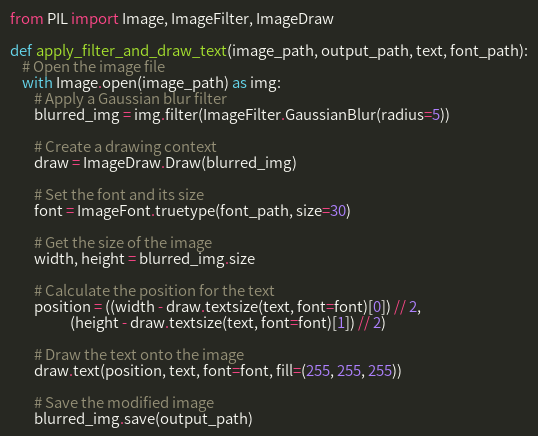 from PIL import Image, ImageFilter, ImageDraw

def apply_filter_and_draw_text(image_path, output_path, text, font_path):
    # Open the image file
    with Image.open(image_path) as img:
        # Apply a Gaussian blur filter
        blurred_img = img.filter(ImageFilter.GaussianBlur(radius=5))

        # Create a drawing context
        draw = ImageDraw.Draw(blurred_img)

        # Set the font and its size
        font = ImageFont.truetype(font_path, size=30)

        # Get the size of the image
        width, height = blurred_img.size

        # Calculate the position for the text
        position = ((width - draw.textsize(text, font=font)[0]) // 2,
                    (height - draw.textsize(text, font=font)[1]) // 2)

        # Draw the text onto the image
        draw.text(position, text, font=font, fill=(255, 255, 255))

        # Save the modified image
        blurred_img.save(output_path)